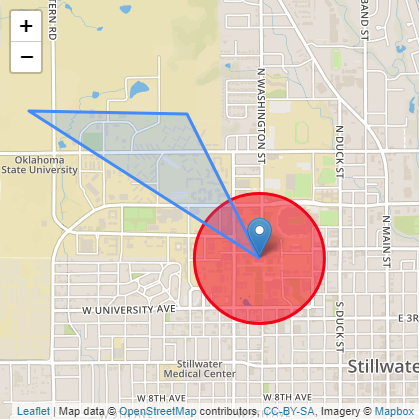 +
−
ERN RD
BAND ST
N WASHINGTON ST
N DUCK ST
Oklahoma
State University
N MAIN ST
W UNIVERSITY AVE
S DUCK ST
E 3R
Stillwater
Medical Center
Stillwate
W 8TH AVE
W 8TH AVE
Leaflet | Map data © OpenStreetMap contributors, CC-BY-SA, Imagery © Mapbox